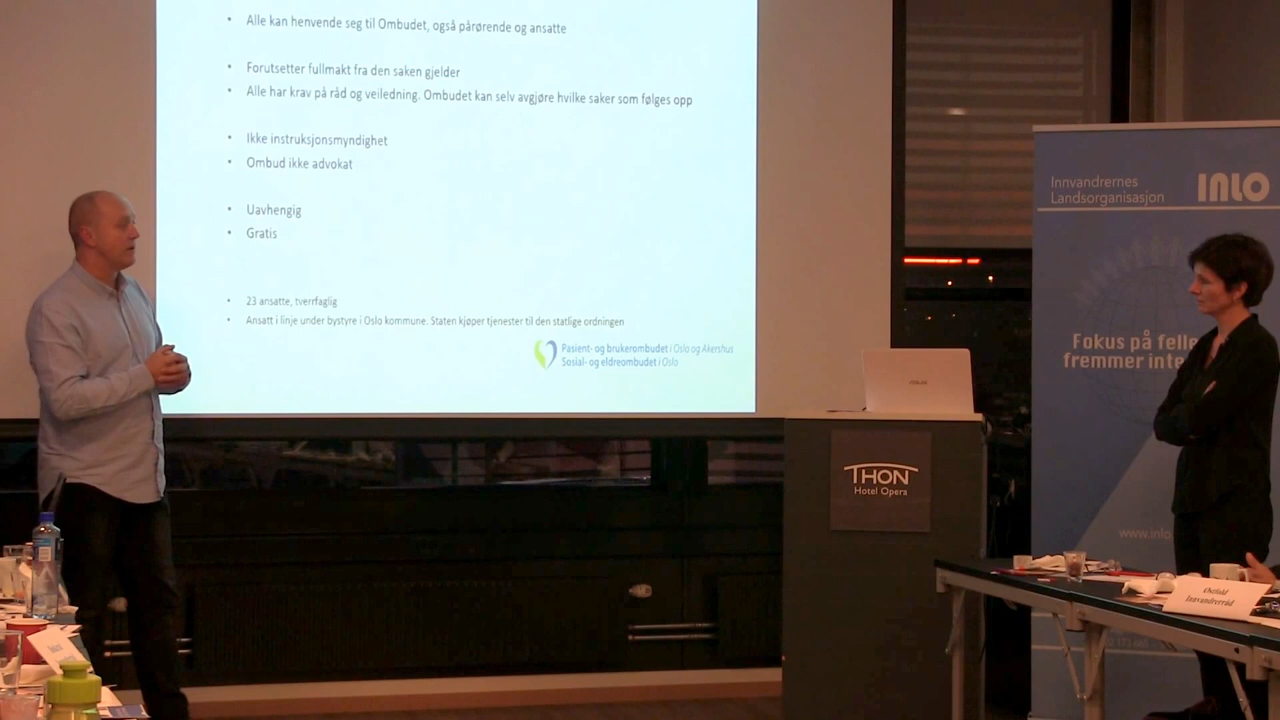 • Alle kan henvende seg til Ombudet, også pårørende og ansatte
• Forutsetter fullmakt fra den saken gjelder
• Alle har krav på råd og veiledning. Ombudet kan selv avgjøre hvilke saker som følges opp
• Ikke instruksjonsmyndighet
• Ombud ikke advokat
• Uavhengig
• Gratis
• 23 ansatte, tverrfaglig
• Ansatt i linje under bystyre i Oslo kommune. Staten kjøper tjenester til den statlige ordningen
Pasient- og brukerombudet i Oslo og Akershus
Sosial- og eldreombudet i Oslo
Innvandrernes
Landsorganisasjon
INLO
Fokus på felle
fremmer inte
www.inlo.
ASUS
THON
Hotel Opera
Østfold
Innvandrerråd